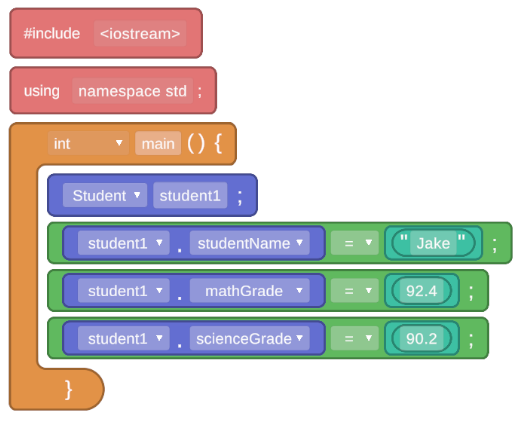 #include <iostream>
using namespace std ;
int main () {
Student student1 ;
student1 . studentName = "Jake" ;
student1 . mathGrade = 92.4 ;
student1 . scienceGrade = 90.2 ;
}